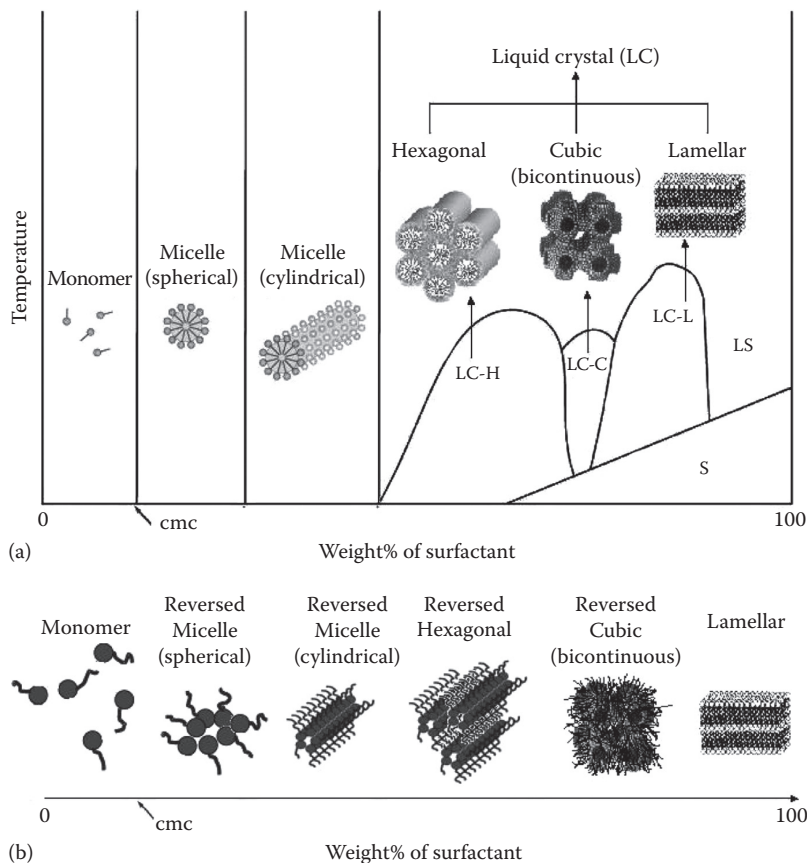 Liquid crystal (LC)
Hexagonal
Cubic
(bicontinuous)
Lamellar
Monomer
Micelle
(spherical)
Micelle
(cylindrical)
Temperature
LC-H
LC-C
LC-L
LS
S
0
cmc
100
(a)
Weight% of surfactant
Monomer
Reversed
Micelle
(spherical)
Reversed
Micelle
(cylindrical)
Reversed
Hexagonal
Reversed
Cubic
(bicontinuous)
Lamellar
0
cmc
100
(b)
Weight% of surfactant